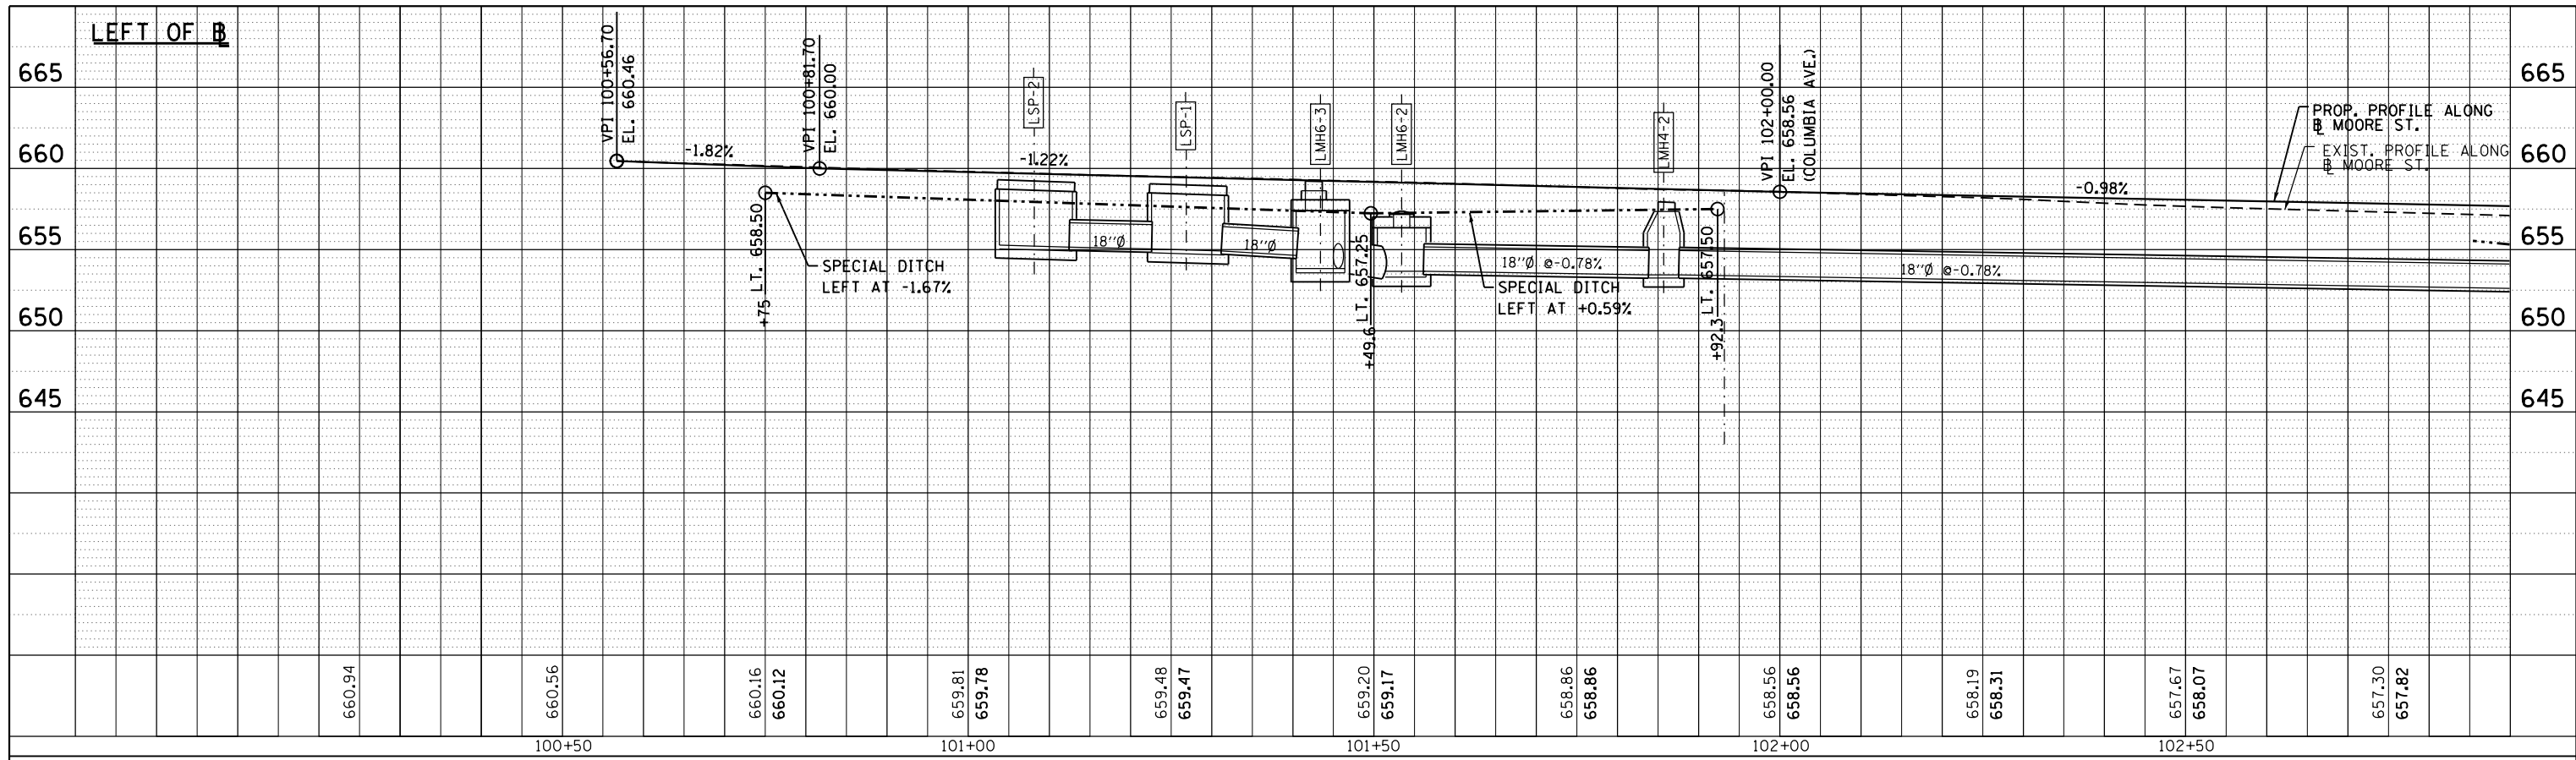 LEFT OF ℄
VPI 100+56.70
EL. 660.46
VPI 100+81.70
EL. 660.00
LSP-2
LSP-1
LMH6-3
LMH6-2
LMH4-2
VPI 102+00.00
EL. 658.56
(COLUMBIA AVE.)
PROP. PROFILE ALONG
℄ MOORE ST.
EXIST. PROFILE ALONG
℄ MOORE ST.
665
665
660
660
655
655
650
650
645
645
-1.82%
-1.22%
-0.98%
+75 LT. 658.50
SPECIAL DITCH
LEFT AT -1.67%
18''Ø
18''Ø
+49.6 LT. 657.25
18''Ø @-0.78%
SPECIAL DITCH
LEFT AT +0.59%
+92.3 LT. 657.50
18''Ø @-0.78%
660.94
660.56
660.16
660.12
659.81
659.78
659.48
659.47
659.20
659.17
658.86
658.86
658.56
658.56
658.19
658.31
657.67
658.07
657.30
657.82
100+50
101+00
101+50
102+00
102+50